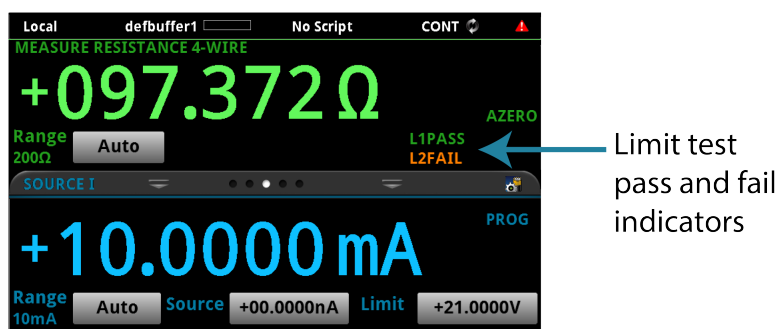 Local defbuffer1 No Script CONT
MEASURE RESISTANCE 4-WIRE
+097.372 Ω
AZERO
Range
200Ω
Auto
L1PASS
L2FAIL
Limit test
pass and fail
indicators
SOURCE I
+10.0000 mA
PROG
Range
10mA
Auto
Source +00.0000nA
Limit +21.0000V